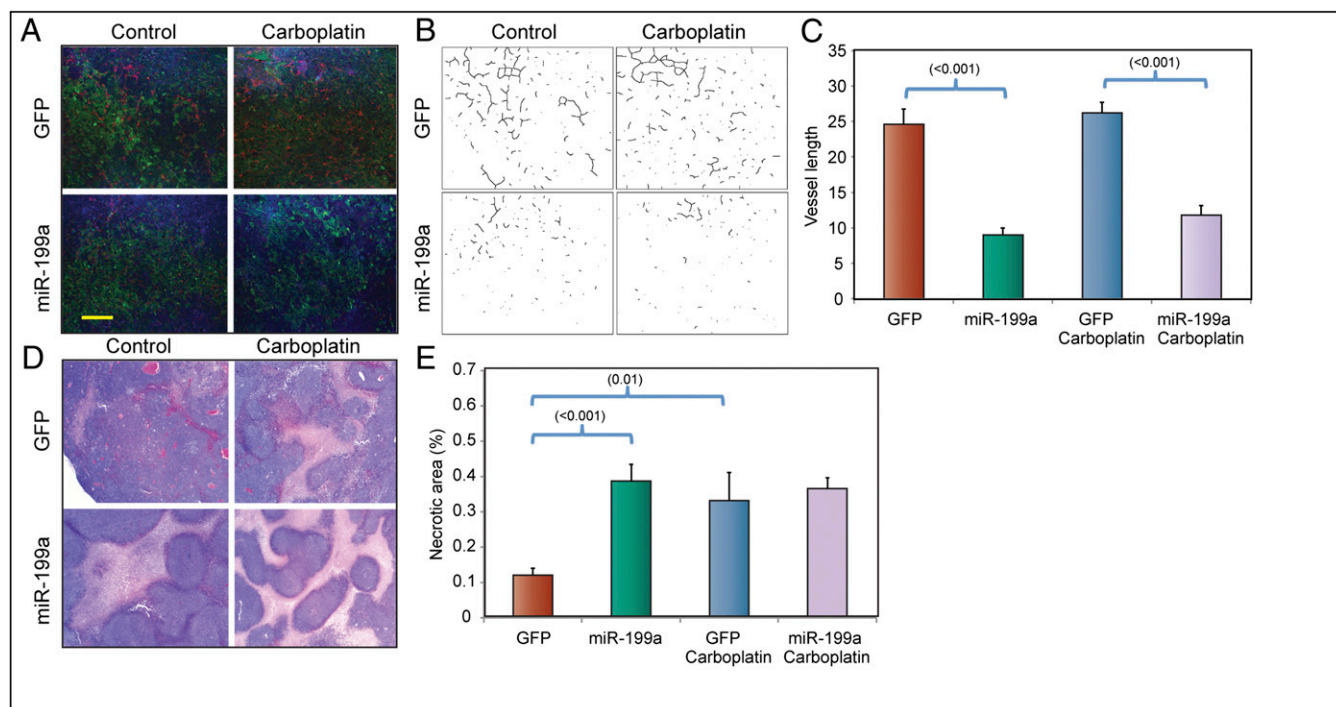 A
Control
Carboplatin
GFP
miR-199a
B
Control
Carboplatin
GFP
miR-199a
C
35
30
25
20
15
10
5
0
Vessel length
(<0.001)
(<0.001)
GFP
miR-199a
GFP
Carboplatin
miR-199a
Carboplatin
D
Control
Carboplatin
GFP
miR-199a
E
0.7
0.6
0.5
0.4
0.3
0.2
0.1
0
Necrotic area (%)
(0.01)
(<0.001)
GFP
miR-199a
GFP
Carboplatin
miR-199a
Carboplatin